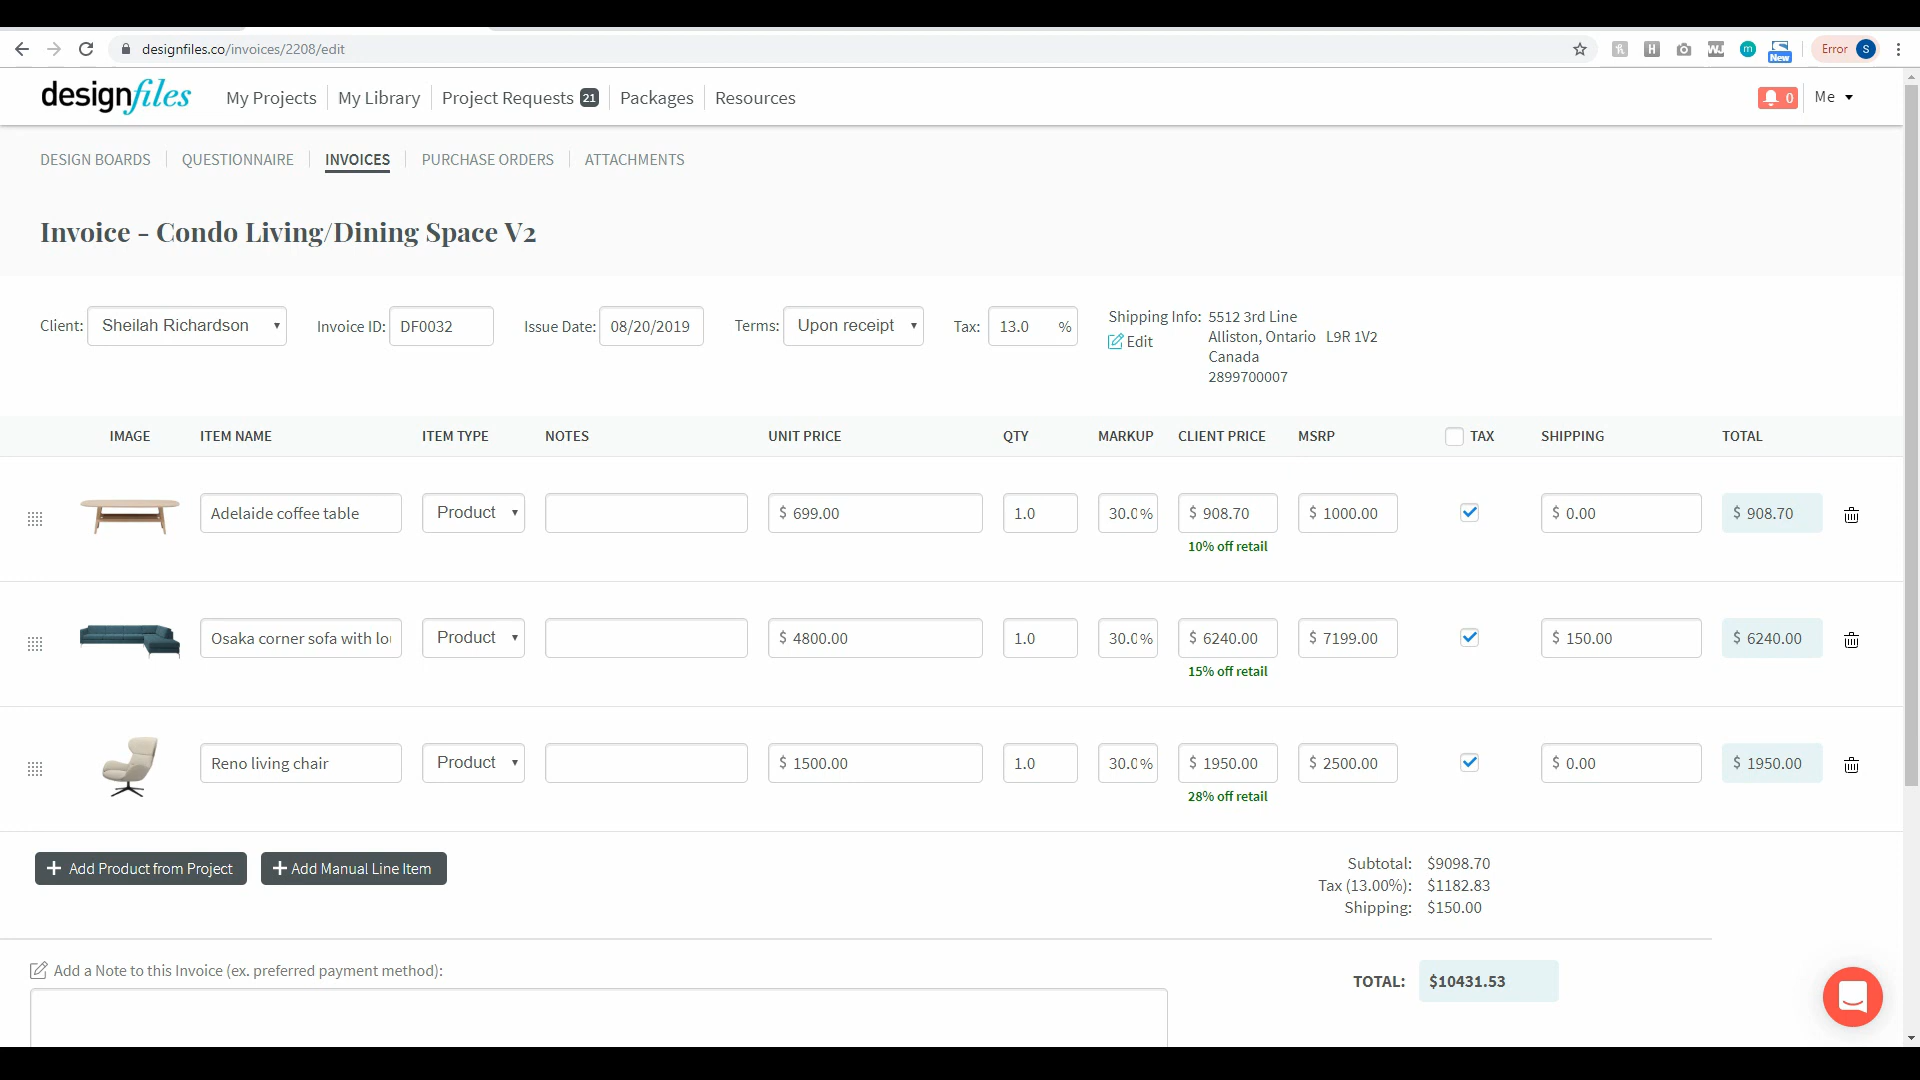 designfiles.co/invoices/2208/edit
New
Error S
designfiles My Projects My Library Project Requests 21 Packages Resources 0 Me
DESIGN BOARDS QUESTIONNAIRE INVOICES PURCHASE ORDERS ATTACHMENTS
Invoice - Condo Living/Dining Space V2
Client: Sheilah Richardson Invoice ID: DF0032 Issue Date: 08/20/2019 Terms: Upon receipt Tax: 13.0 % Shipping Info: 5512 3rd Line
Edit Alliston, Ontario L9R 1V2
Canada
2899700007
IMAGE ITEM NAME ITEM TYPE NOTES UNIT PRICE QTY MARKUP CLIENT PRICE MSRP TAX SHIPPING TOTAL
Adelaide coffee table Product $ 699.00 1.0 30.0% $ 908.70 $ 1000.00 $ 0.00 $ 908.70
10% off retail
Osaka corner sofa with lo Product $ 4800.00 1.0 30.0% $ 6240.00 $ 7199.00 $ 150.00 $ 6240.00
15% off retail
Reno living chair Product $ 1500.00 1.0 30.0% $ 1950.00 $ 2500.00 $ 0.00 $ 1950.00
28% off retail
+ Add Product from Project + Add Manual Line Item Subtotal: $9098.70
Tax (13.00%): $1182.83
Shipping: $150.00
Add a Note to this Invoice (ex. preferred payment method):
TOTAL: $10431.53